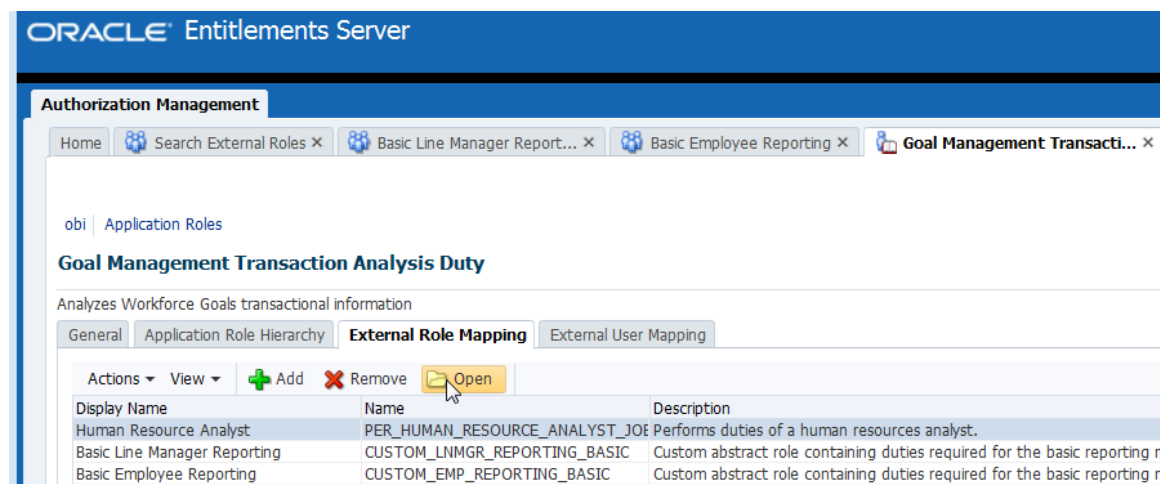 ORACLE Entitlements Server
Authorization Management
Home Search External Roles × Basic Line Manager Report... × Basic Employee Reporting × Goal Management Transacti... ×
obi Application Roles
Goal Management Transaction Analysis Duty
Analyzes Workforce Goals transactional information
General Application Role Hierarchy External Role Mapping External User Mapping
Actions View Add Remove Open
Display Name Name Description
Human Resource Analyst PER_HUMAN_RESOURCE_ANALYST_JOB Performs duties of a human resources analyst.
Basic Line Manager Reporting CUSTOM_LNMGR_REPORTING_BASIC Custom abstract role containing duties required for the basic reporting
Basic Employee Reporting CUSTOM_EMP_REPORTING_BASIC Custom abstract role containing duties required for the basic reporting